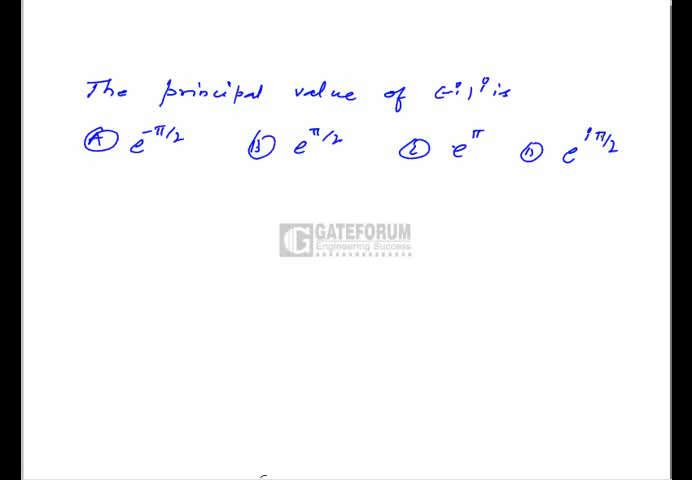 The principal value of (-i)^i is
(A) e^{-π/2} (B) e^{π/2} (C) e^{π} (D) e^{iπ/2}
GATEFORUM
Engineering Success